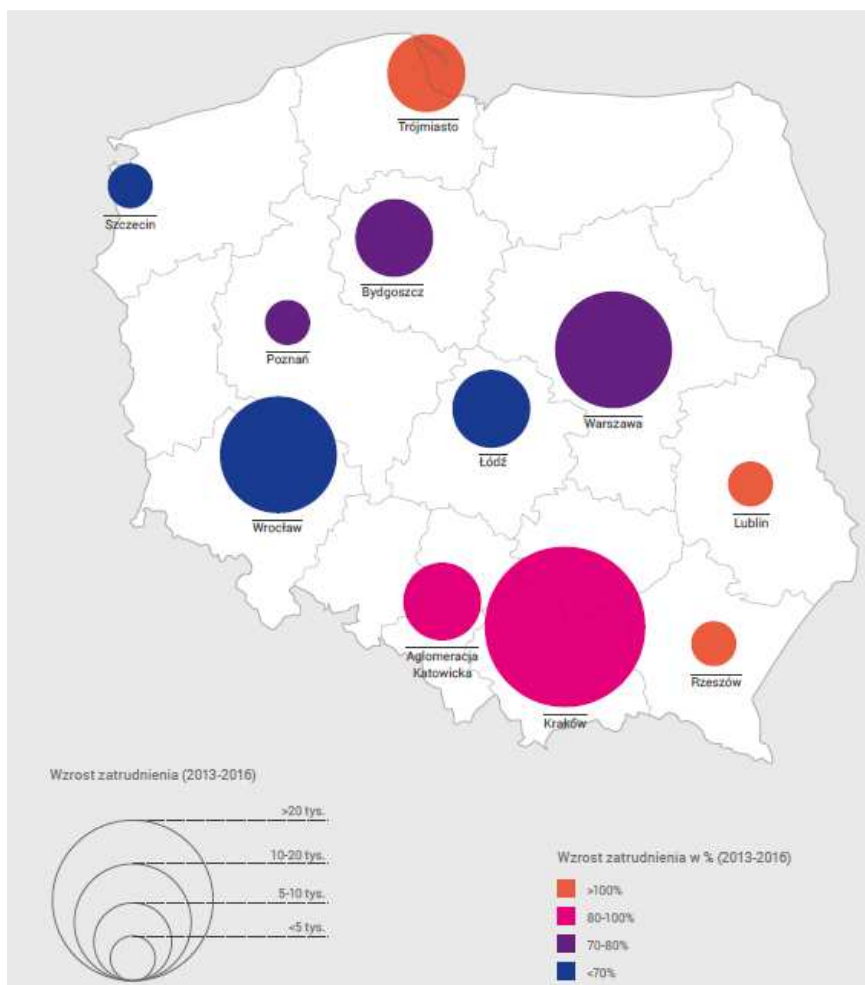 Trójmiasto
Szczecin
Bydgoszcz
Poznań
Warszawa
Łódź
Wrocław
Lublin
Aglomeracja
Katowicka
Rzeszów
Kraków
Wzrost zatrudnienia (2013-2016)
>20 tys.
10-20 tys.
5-10 tys.
<5 tys.
Wzrost zatrudnienia w % (2013-2016)
>100%
80-100%
70-80%
<70%